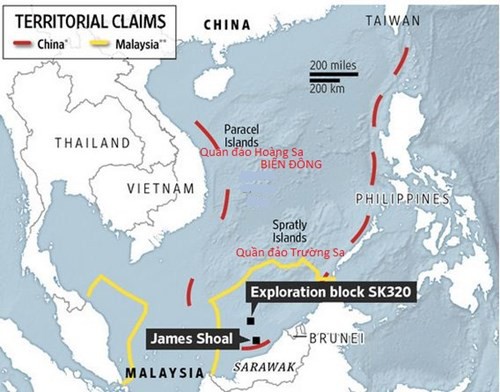 TERRITORIAL CLAIMS
China* Malaysia**
CHINA
TAIWAN
200 miles
200 km
Paracel
Islands
Quần đảo Hoàng Sa
BIỂN ĐÔNG
THAILAND
VIETNAM
PHILIPPINES
Spratly
Islands
Quần đảo Trường Sa
Exploration block SK320
James Shoal
BRUNEI
MALAYSIA
SARAWAK